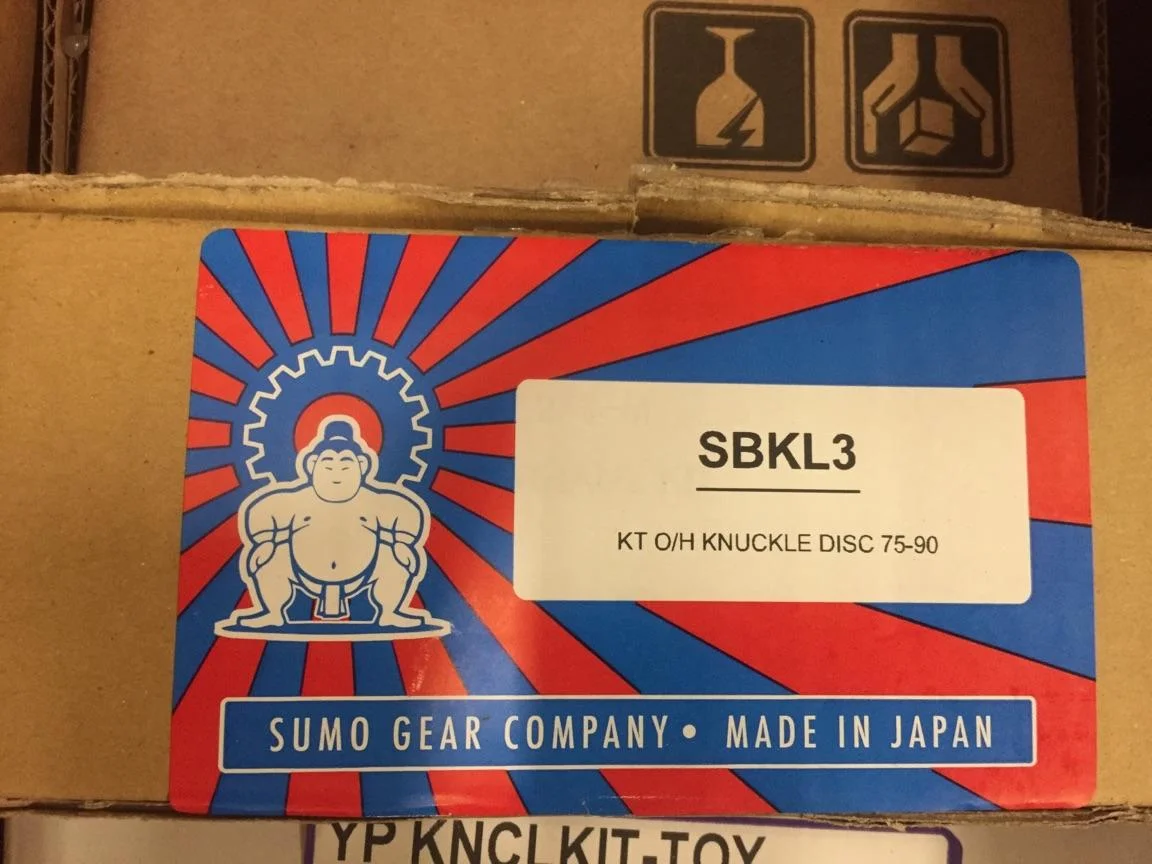 SBKL3
KT O/H KNUCKLE DISC 75-90
SUMO GEAR COMPANY • MADE IN JAPAN
YP KNCLKIT-TOY